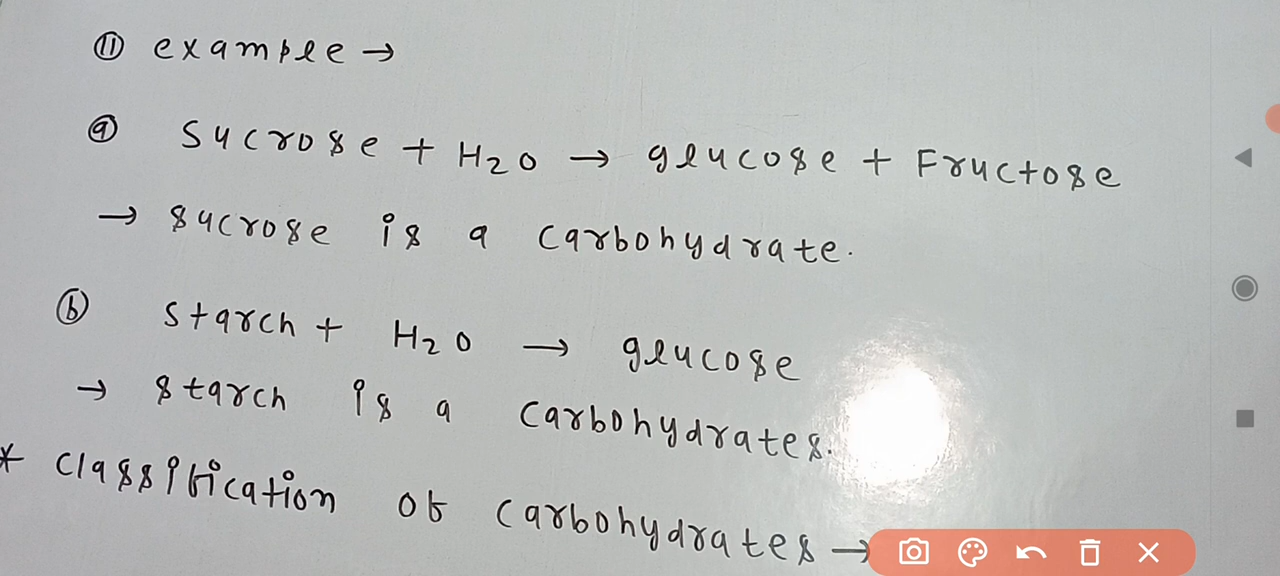 ⑪ example →
ⓐ Sucrose + H2O → glucose + Fructose
→ sucrose is a carbohydrate.
ⓑ Starch + H2O → glucose
→ starch is a carbohydrates.
* Classification of carbohydrates →